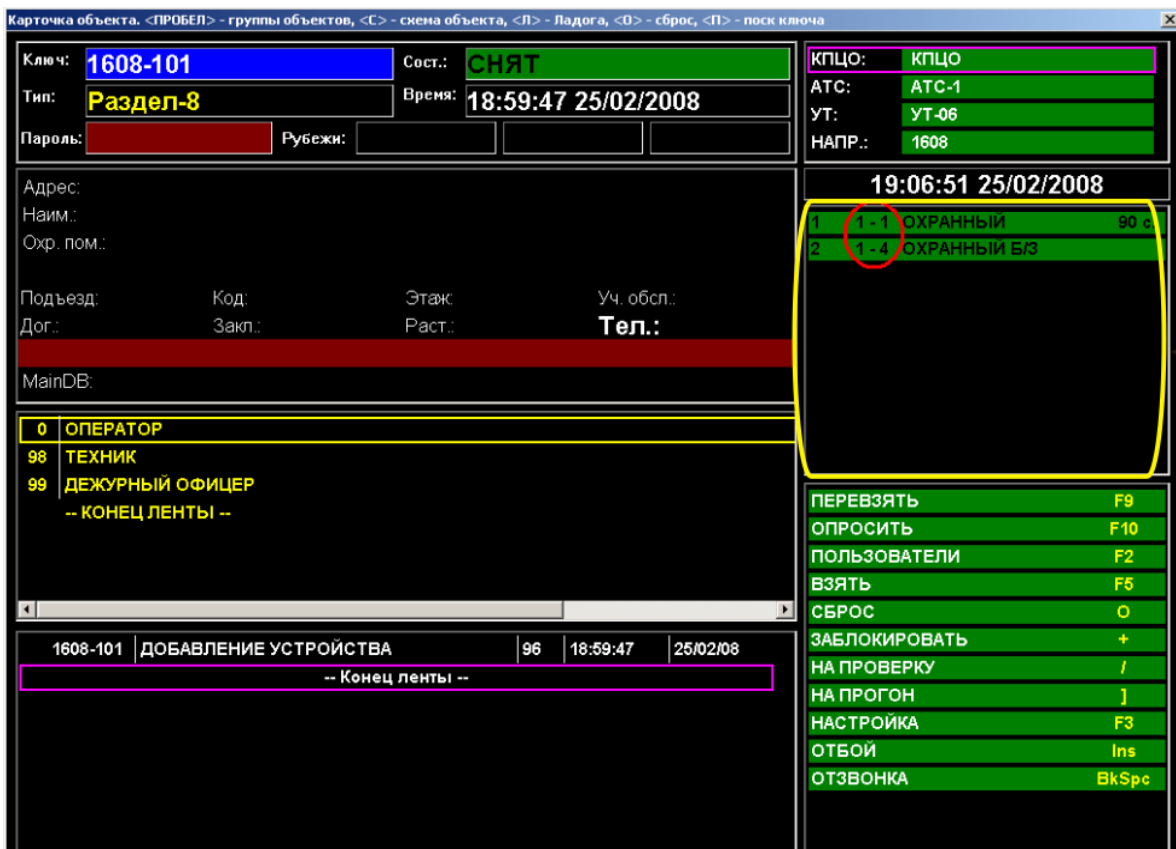 Карточка объекта. <ПРОБЕЛ> - группы объектов, <С> - схема объекта, <Л> - Ладога, <О> - сброс, <П> - поск ключа
Ключ: 1608-101 Сост.: СНЯТ
Тип: Раздел-8 Время: 18:59:47 25/02/2008
Пароль: Рубежи:
Адрес:
Наим.:
Охр. пом.:
Подъезд: Код: Этаж: Уч. обсл.:
Дог.: Закл.: Раст.: Тел.:
MainDB:
0 ОПЕРАТОР
98 ТЕХНИК
99 ДЕЖУРНЫЙ ОФИЦЕР
-- КОНЕЦ ЛЕНТЫ --
1608-101 ДОБАВЛЕНИЕ УСТРОЙСТВА 96 18:59:47 25/02/08
-- Конец ленты --
КПЦО: КПЦО
АТС: АТС-1
УТ: УТ-06
НАПР.: 1608
19:06:51 25/02/2008
1 1 - 1 ОХРАННЫЙ 90 с.
2 1 - 4 ОХРАННЫЙ Б/З
ПЕРЕВЗЯТЬ F9
ОПРОСИТЬ F10
ПОЛЬЗОВАТЕЛИ F2
ВЗЯТЬ F5
СБРОС О
ЗАБЛОКИРОВАТЬ +
НА ПРОВЕРКУ /
НА ПРОГОН ]
НАСТРОЙКА F3
ОТБОЙ Ins
ОТЗВОНКА BkSpc